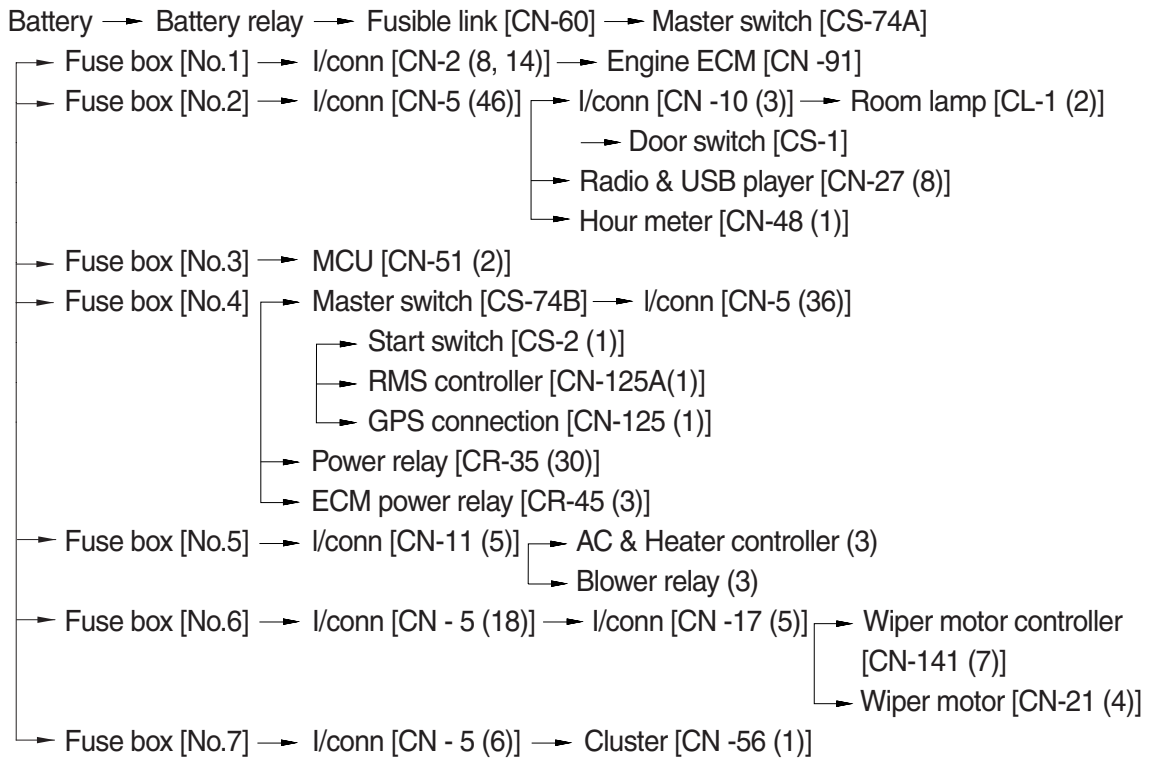 Battery → Battery relay → Fusible link [CN-60] → Master switch [CS-74A]
Fuse box [No.1] → I/conn [CN-2 (8, 14)] → Engine ECM [CN -91]
Fuse box [No.2] → I/conn [CN-5 (46)] → I/conn [CN -10 (3)] → Room lamp [CL-1 (2)]
→ Door switch [CS-1]
→ Radio & USB player [CN-27 (8)]
→ Hour meter [CN-48 (1)]
Fuse box [No.3] → MCU [CN-51 (2)]
Fuse box [No.4] → Master switch [CS-74B] → I/conn [CN-5 (36)]
→ Start switch [CS-2 (1)]
→ RMS controller [CN-125A(1)]
→ GPS connection [CN-125 (1)]
→ Power relay [CR-35 (30)]
→ ECM power relay [CR-45 (3)]
Fuse box [No.5] → I/conn [CN-11 (5)] → AC & Heater controller (3)
→ Blower relay (3)
Fuse box [No.6] → I/conn [CN - 5 (18)] → I/conn [CN -17 (5)] → Wiper motor controller
[CN-141 (7)]
→ Wiper motor [CN-21 (4)]
Fuse box [No.7] → I/conn [CN - 5 (6)] → Cluster [CN -56 (1)]